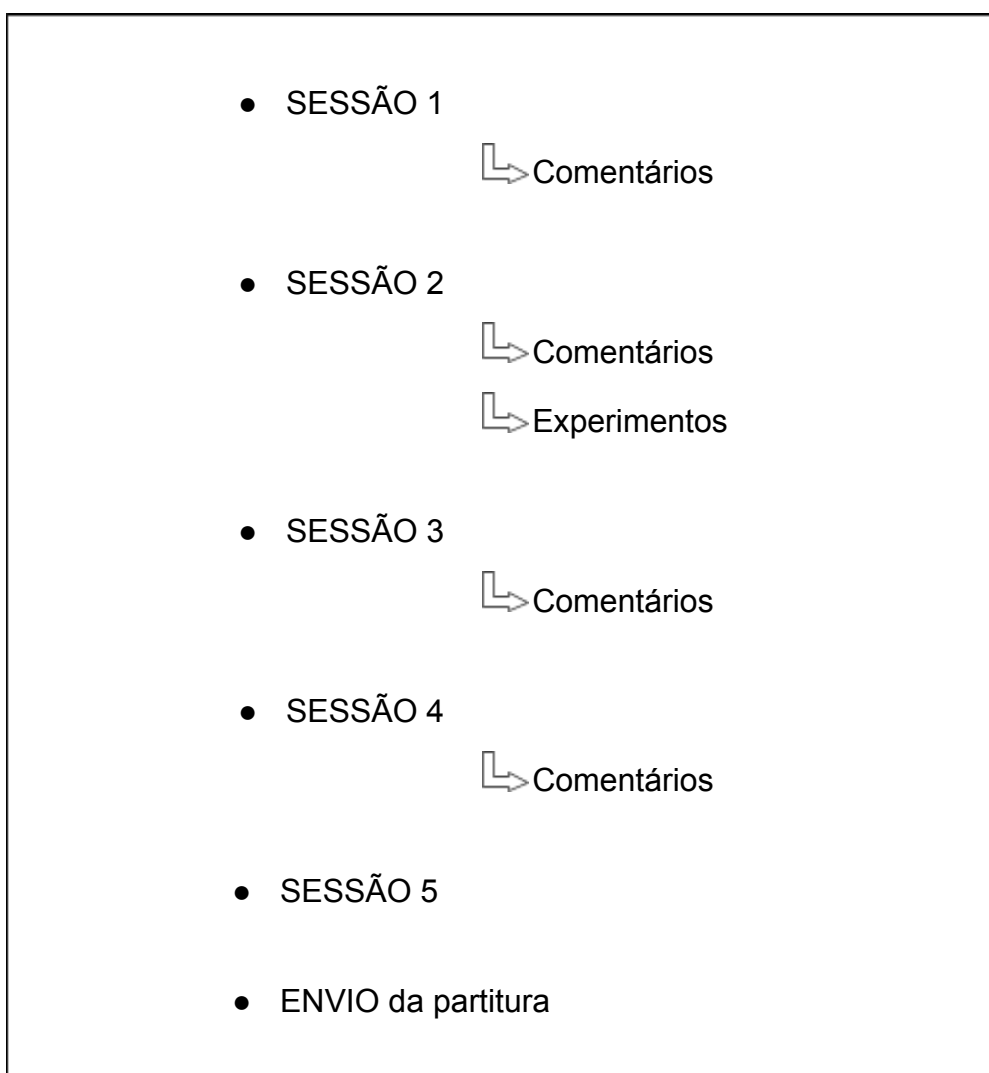 ● SESSÃO 1
Comentários
● SESSÃO 2
Comentários
Experimentos
● SESSÃO 3
Comentários
● SESSÃO 4
Comentários
● SESSÃO 5
● ENVIO da partitura